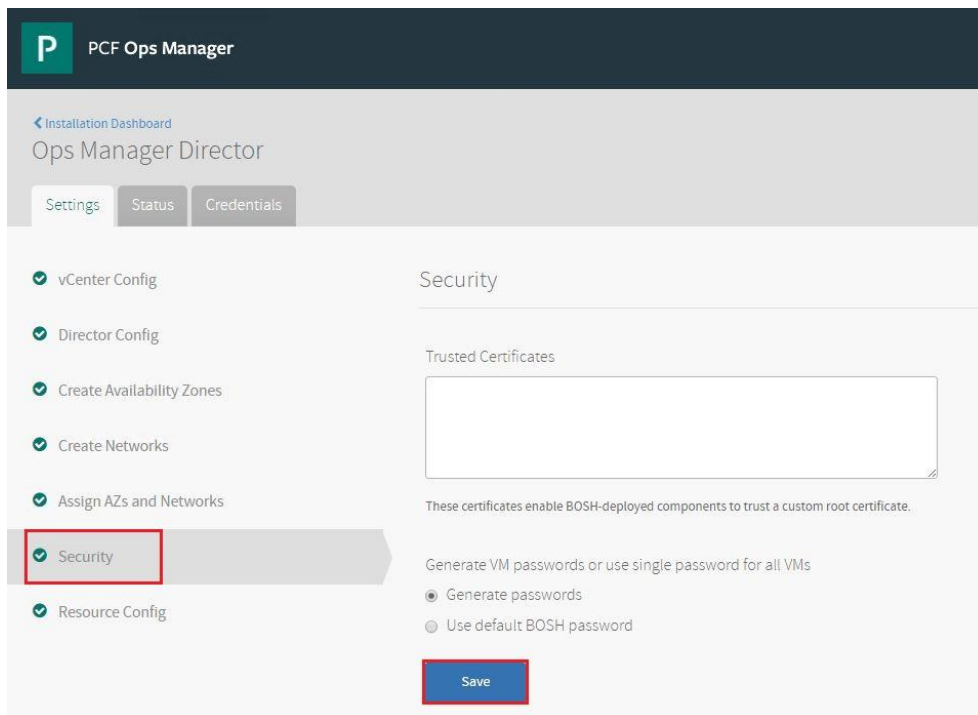 P
PCF Ops Manager
Installation Dashboard
Ops Manager Director
Settings
Status
Credentials
vCenter Config
Director Config
Create Availability Zones
Create Networks
Assign AZs and Networks
Security
Resource Config
Security
Trusted Certificates
These certificates enable BOSH-deployed components to trust a custom root certificate.
Generate VM passwords or use single password for all VMs
Generate passwords
Use default BOSH password
Save